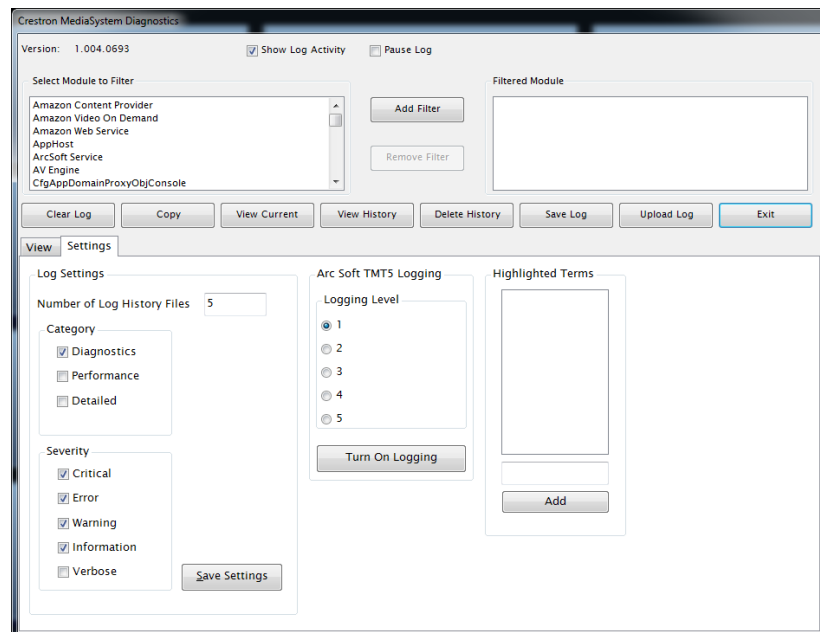 Crestron MediaSystem Diagnostics
Version: 1.004.0693 Show Log Activity Pause Log
Select Module to Filter
Filtered Module
Amazon Content Provider
Amazon Video On Demand
Amazon Web Service
AppHost
ArcSoft Service
AV Engine
CfgAppDomainProxyObjConsole
Add Filter
Remove Filter
Clear Log Copy View Current View History Delete History Save Log Upload Log Exit
View Settings
Log Settings
Number of Log History Files 5
Category
Diagnostics
Performance
Detailed
Severity
Critical
Error
Warning
Information
Verbose
Save Settings
Arc Soft TMT5 Logging
Logging Level
1
2
3
4
5
Turn On Logging
Highlighted Terms
Add